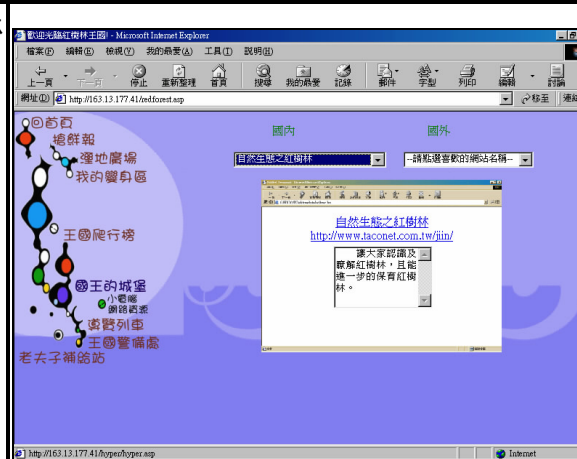 歡迎光臨紅樹林王國! - Microsoft Internet Explorer
檔案(F) 編輯(E) 檢視(V) 我的最愛(A) 工具(T) 說明(H)
上一頁 下一頁 停止 重新整理 首頁 搜尋 我的最愛 記錄 郵件 字型 列印 編輯 討論
網址(D) http://163.13.177.41/redforest.asp 移至 連結
回首頁
搶鮮報
溼地廣場
我的變身區
王國爬行榜
國王的城堡
小電腦
網路資源
導覽列車
王國警備處
老夫子補給站
國內 國外
自然生態之紅樹林 --請點選喜歡的網站名稱--
自然生態之紅樹林
http://www.taconet.com.tw/jiin/
讓大家認識及
瞭解紅樹林，且能
進一步的保育紅樹
林。
http://163.13.177.41/hyper/hyper.asp Internet